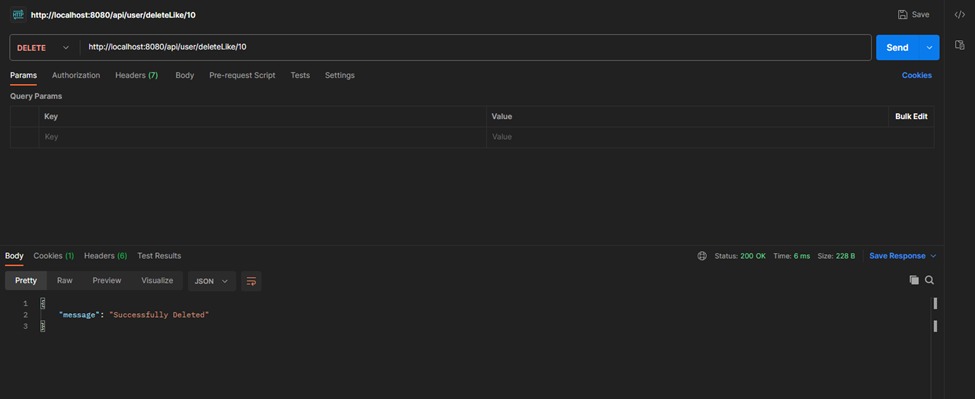 HTTP http://localhost:8080/api/user/deleteLike/10 Save
DELETE http://localhost:8080/api/user/deleteLike/10 Send
Params Authorization Headers (7) Body Pre-request Script Tests Settings Cookies
Query Params
Key Value Bulk Edit
Key Value
Body Cookies (1) Headers (6) Test Results Status: 200 OK Time: 6 ms Size: 228 B Save Response
Pretty Raw Preview Visualize JSON
1 {
2 "message": "Successfully Deleted"
3 }